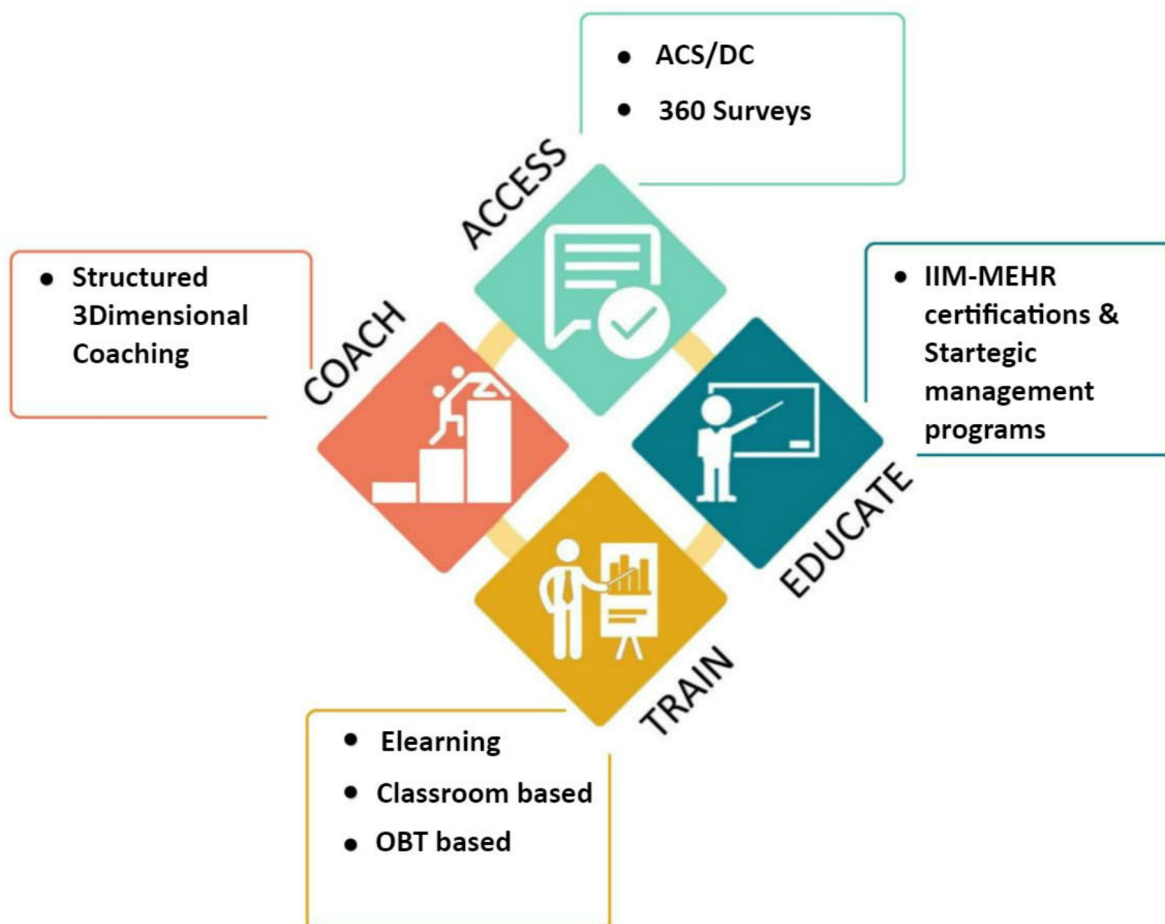 ACS/DC
360 Surveys
ACCESS
Structured
3Dimensional
Coaching
COACH
IIM-MEHR
certifications &
Startegic
management
programs
EDUCATE
TRAIN
Elearning
Classroom based
OBT based